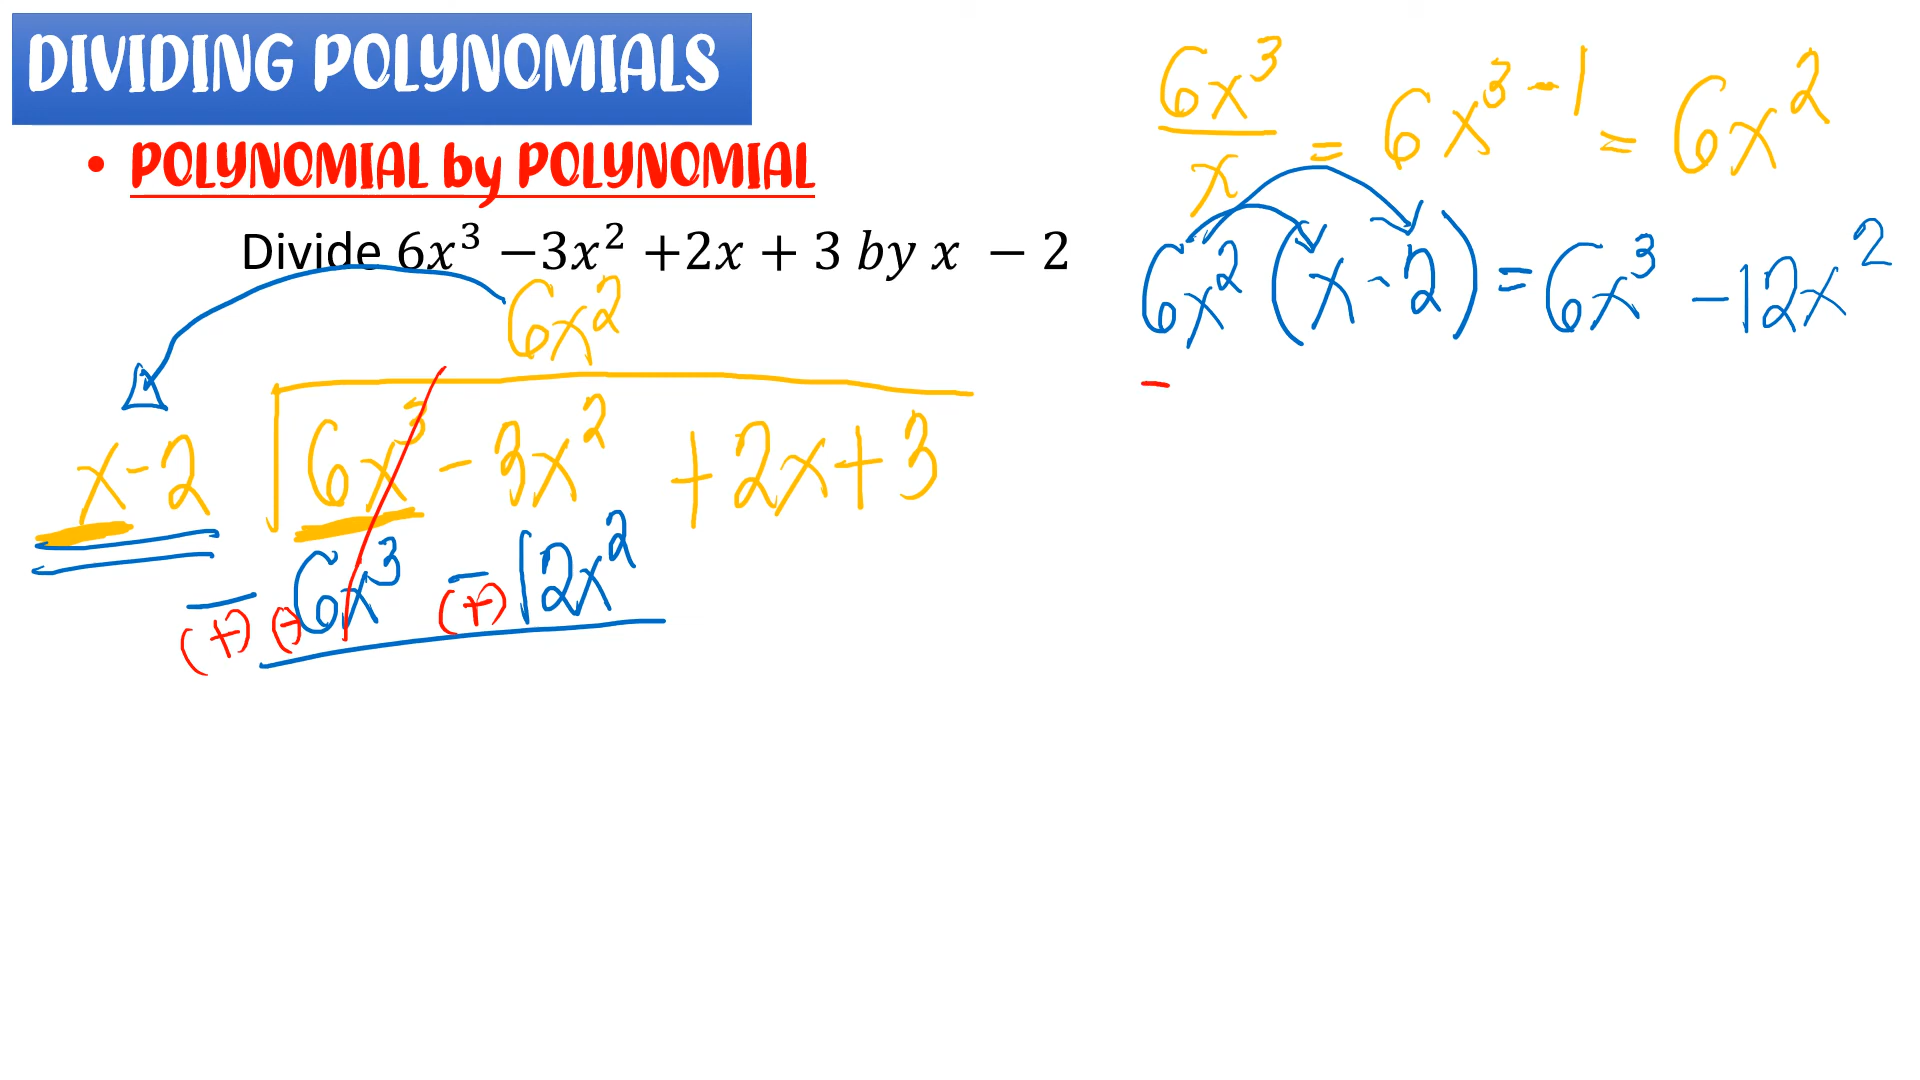 DIVIDING POLYNOMIALS
• POLYNOMIAL by POLYNOMIAL
Divide 6x³ −3x² +2x + 3 by x − 2
6x²
x-2 √6x³ - 3x² + 2x + 3
− 6x³ − 12x²
(+) (-) (+)
6x³/x = 6x³⁻¹ = 6x²
6x² (x - 2) = 6x³ - 12x²
-